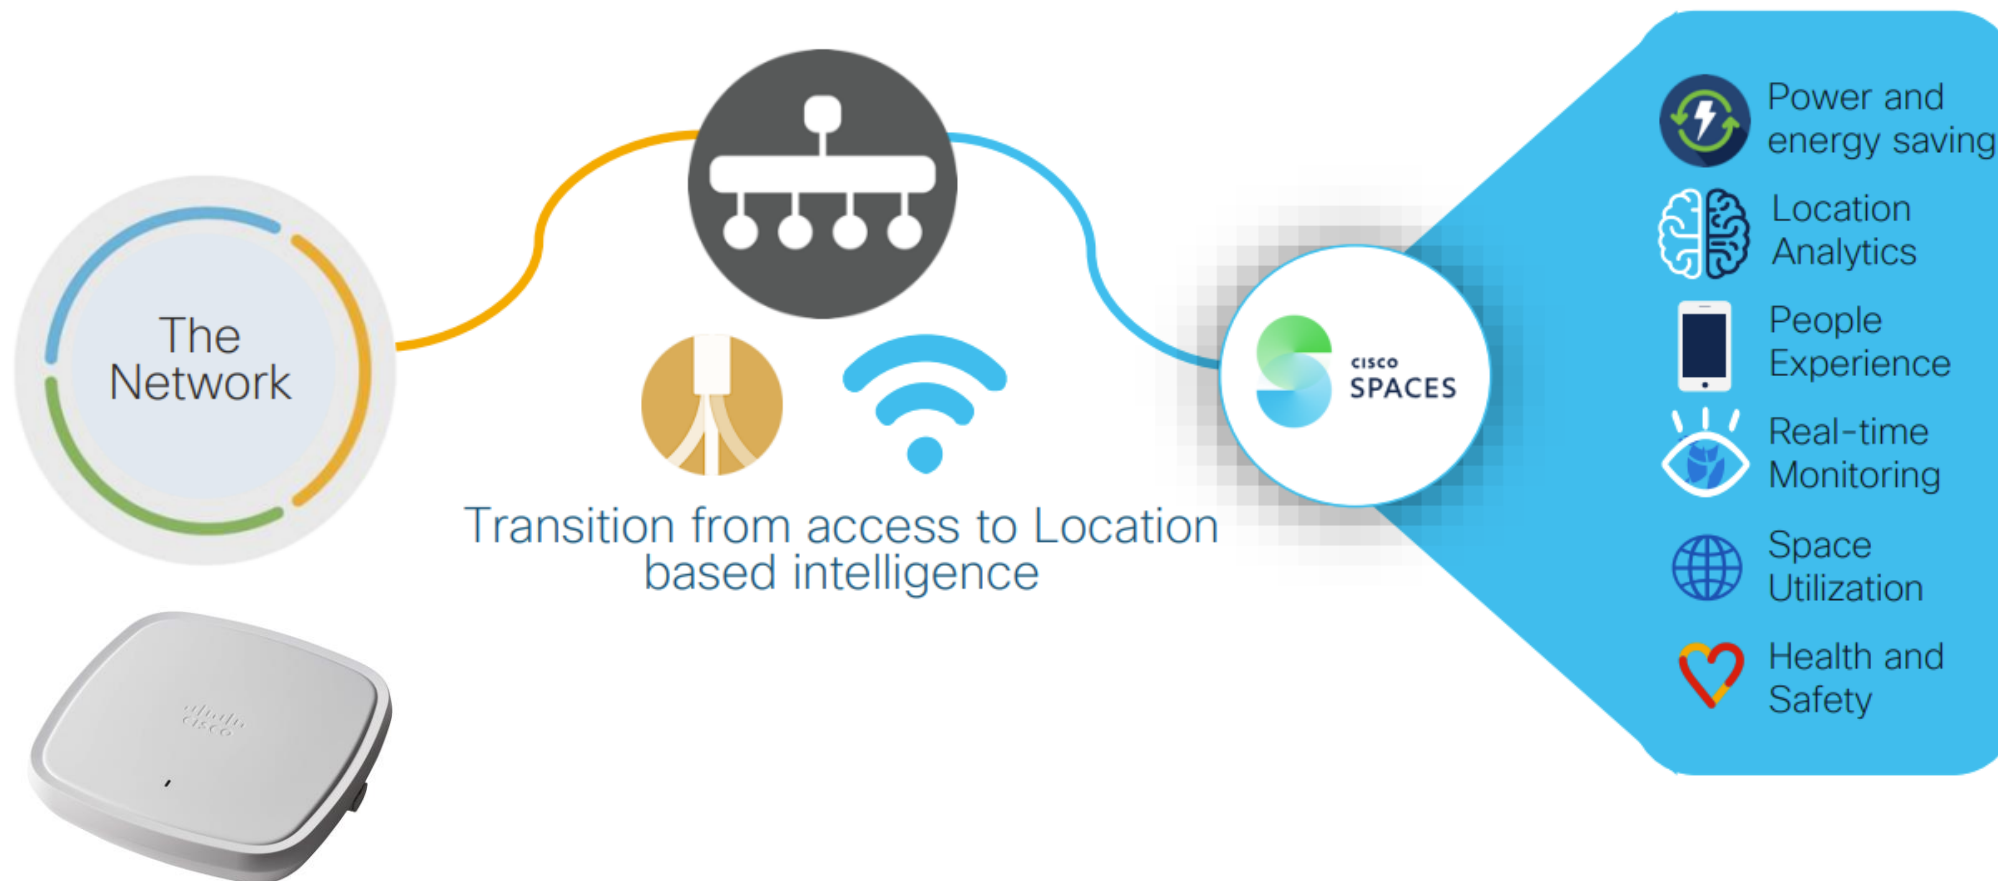 The
Network
cisco
Transition from access to Location
based intelligence
CISCO
SPACES
Power and
energy saving
Location
Analytics
People
Experience
Real-time
Monitoring
Space
Utilization
Health and
Safety